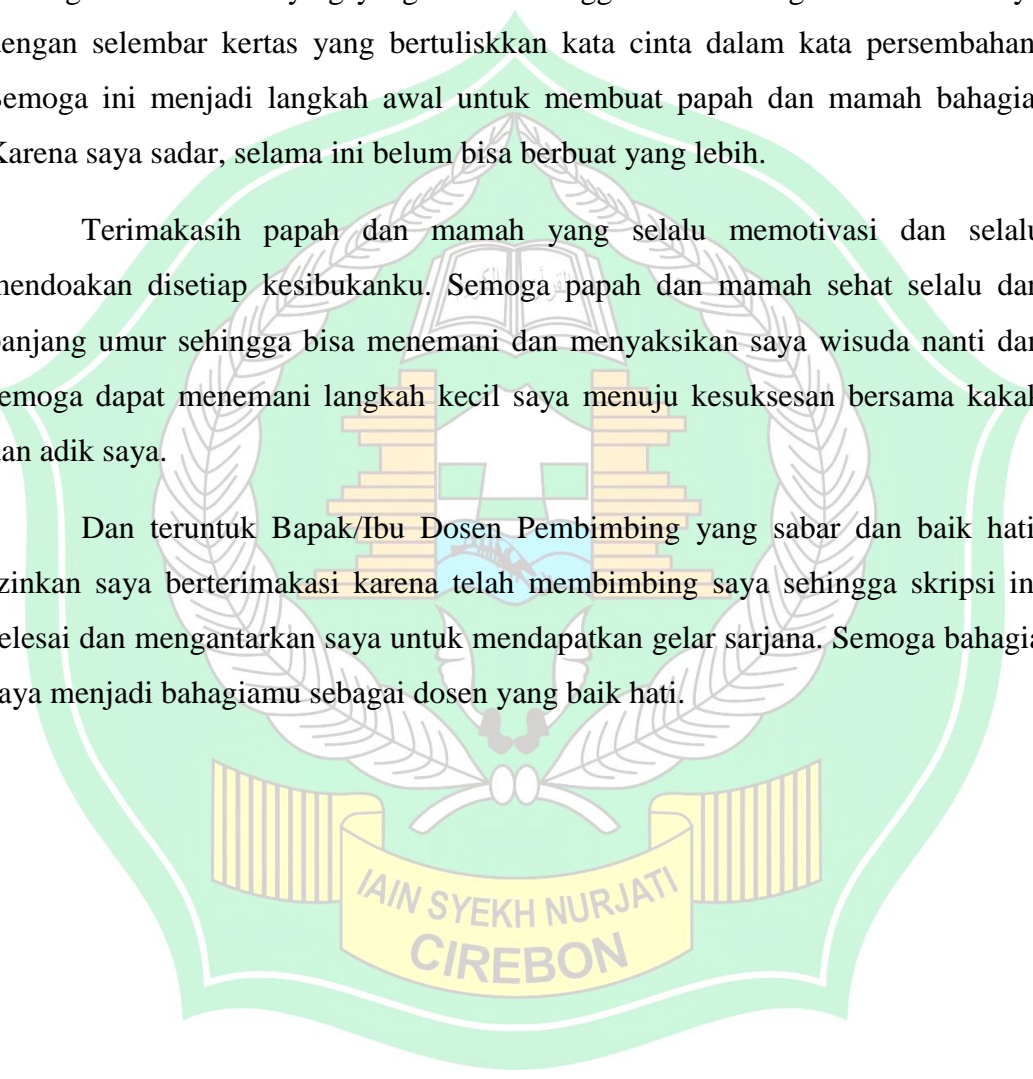 dengan selembar kertas yang bertuliskkan kata cinta dalam kata persembahan
Semoga ini menjadi langkah awal untuk membuat papah dan mamah bahagia
Karena saya sadar, selama ini belum bisa berbuat yang lebih.
Terimakasih papah dan mamah yang selalu memotivasi dan selalu
mendoakan disetiap kesibukanku. Semoga papah dan mamah sehat selalu dan
panjang umur sehingga bisa menemani dan menyaksikan saya wisuda nanti dan
semoga dapat menemani langkah kecil saya menuju kesuksesan bersama kakak
dan adik saya.
Dan teruntuk Bapak/Ibu Dosen Pembimbing yang sabar dan baik hati
izinkan saya berterimakasi karena telah membimbing saya sehingga skripsi ini
selesai dan mengantarkan saya untuk mendapatkan gelar sarjana. Semoga bahagia
saya menjadi bahagiamu sebagai dosen yang baik hati.
IAIN SYEKH NURJATI
CIREBON